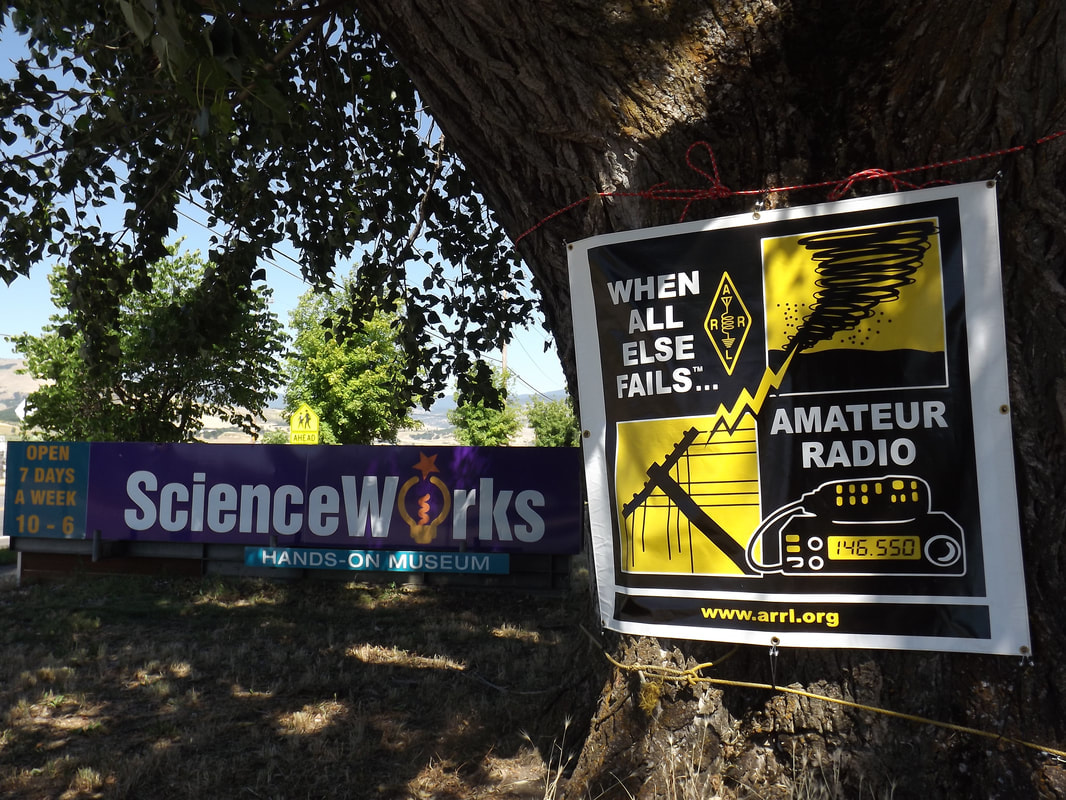 OPEN
7 DAYS
A WEEK
10 - 6
ScienceWorks
HANDS-ON MUSEUM
AHEAD
WHEN
ALL
ELSE
FAILS™...
A
R R
L
AMATEUR
RADIO
146.550
www.arrl.org